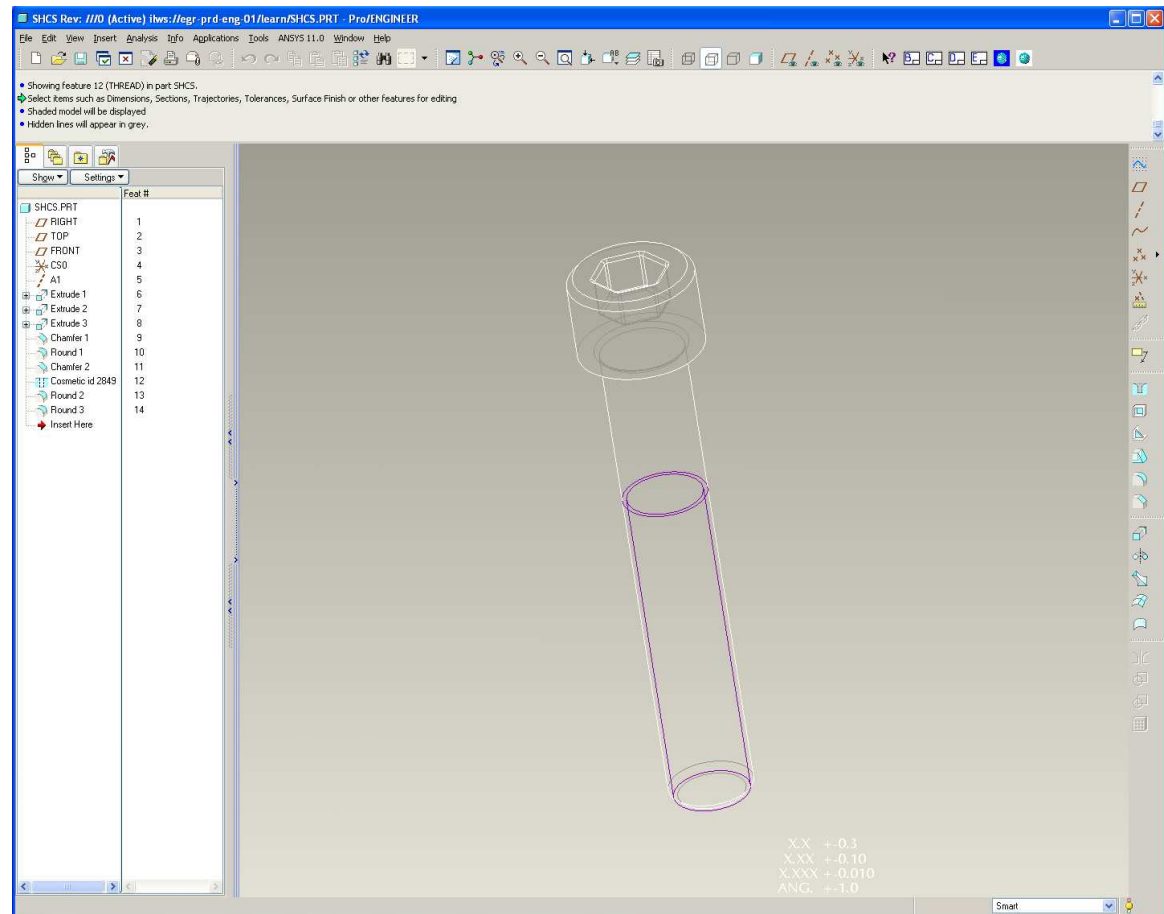 SHCS Rev: ///0 (Active) ilws://egr-prd-eng-01/learn/SHCS.PRT - Pro/ENGINEER
File Edit View Insert Analysis Info Applications Tools ANSYS 11.0 Window Help
• Showing feature 12 (THREAD) in part SHCS.
Select items such as Dimensions, Sections, Trajectories, Tolerances, Surface Finish or other features for editing
• Shaded model will be displayed
• Hidden lines will appear in grey.
Show Settings
Feat #
SHCS.PRT
RIGHT 1
TOP 2
FRONT 3
CS0 4
A1 5
Extrude 1 6
Extrude 2 7
Extrude 3 8
Chamfer 1 9
Round 1 10
Chamfer 2 11
Cosmetic id 2849 12
Round 2 13
Round 3 14
Insert Here
X.X +-0.3
X.XX +-0.10
X.XXX +-0.010
ANG. +-1.0
Smart